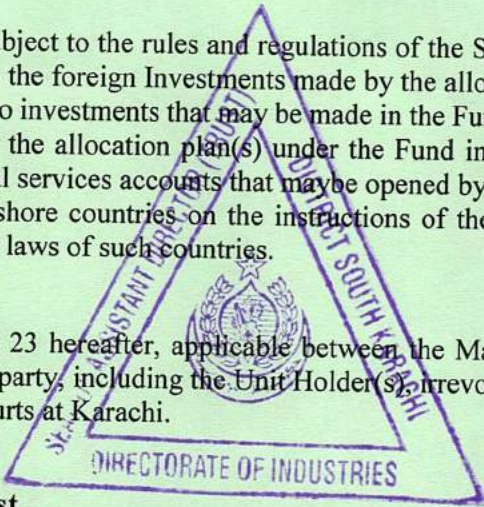 bject to the rules and regulations of the S
the foreign Investments made by the allo
o investments that may be made in the Fu
the allocation plan(s) under the Fund in
l services accounts that maybe opened by
shore countries on the instructions of the
laws of such countries.
23 hereafter, applicable between the Ma
party, including the Unit Holder(s), irrevo
urts at Karachi.
ASSISTANT DIRECTOR (TRUST)
DISTRICT SOUTH KARACHI
DIRECTORATE OF INDUSTRIES
st